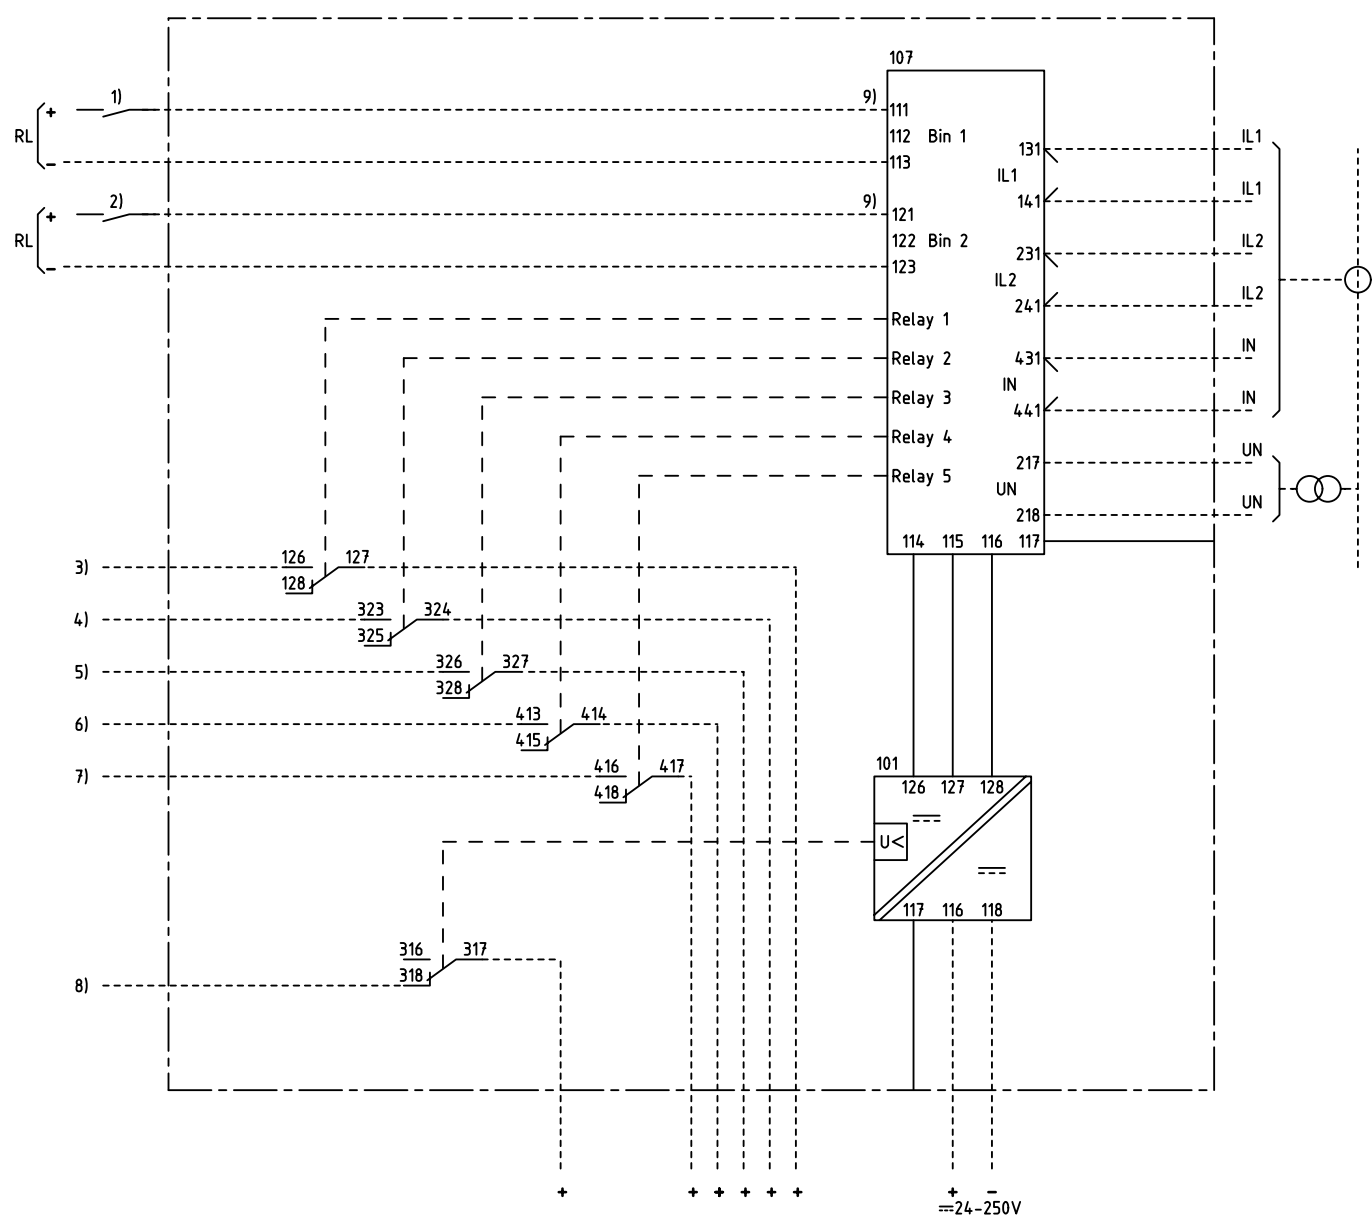 107
1) 9) 111
+
RL 112 Bin 1 IL1
131
- 113
IL1
2) 9) 121 141 IL1
+
RL 122 Bin 2 IL2
231
- 123
IL2
241 IL2
Relay 1
IN
Relay 2 431
IN
Relay 3 441 IN
Relay 4
UN
217
Relay 5
UN
218 UN
114 115 116 117
3) 126 127
128
4) 323 324
325
5) 326 327
328
6) 413 414
415
7) 416 417
418
101
126 127 128
U<
117 116 118
316 317
8) 318
+ + + + + + + -
24-250V